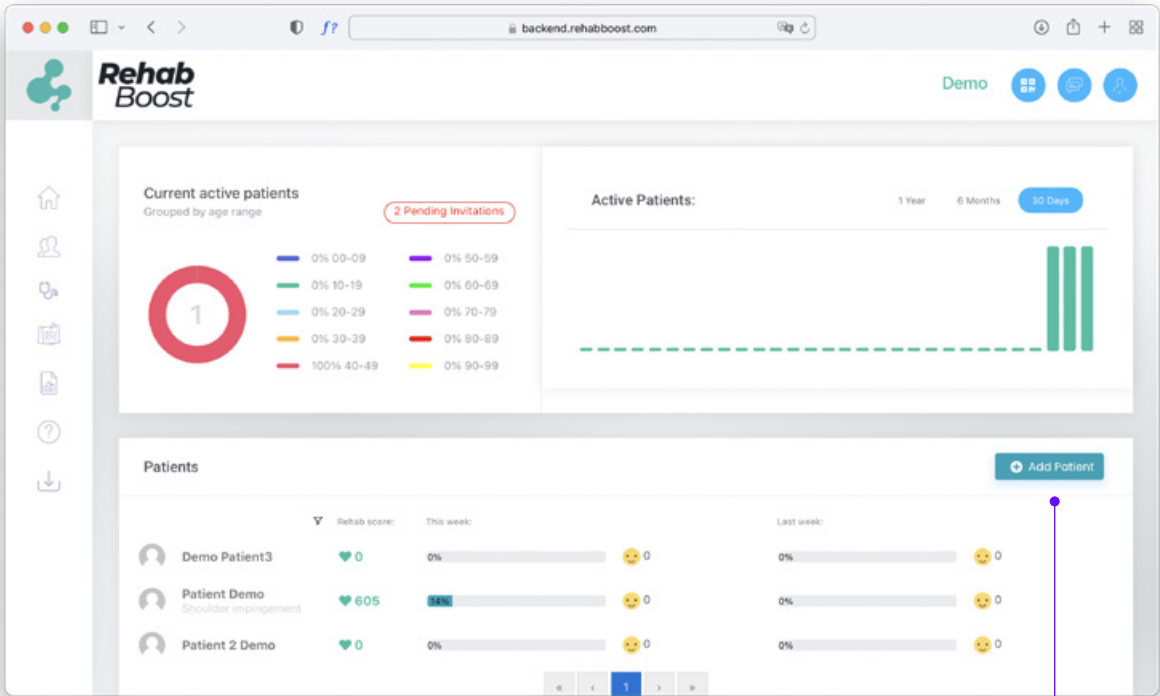 f?
backend.rehabboost.com
Rehab
Boost
Demo
Current active patients
Grouped by age range
2 Pending Invitations
1
0% 00-09
0% 50-59
0% 10-19
0% 60-69
0% 20-29
0% 70-79
0% 30-39
0% 80-89
100% 40-49
0% 90-99
Active Patients:
1 Year
6 Months
30 Days
Patients
Add Patient
Rehab score:
This week:
Last week:
Demo Patient3
0
0%
0
0%
0
Patient Demo
Shoulder impingement
605
14%
0
0%
0
Patient 2 Demo
0
0%
0
0%
0
« ‹ 1 › »